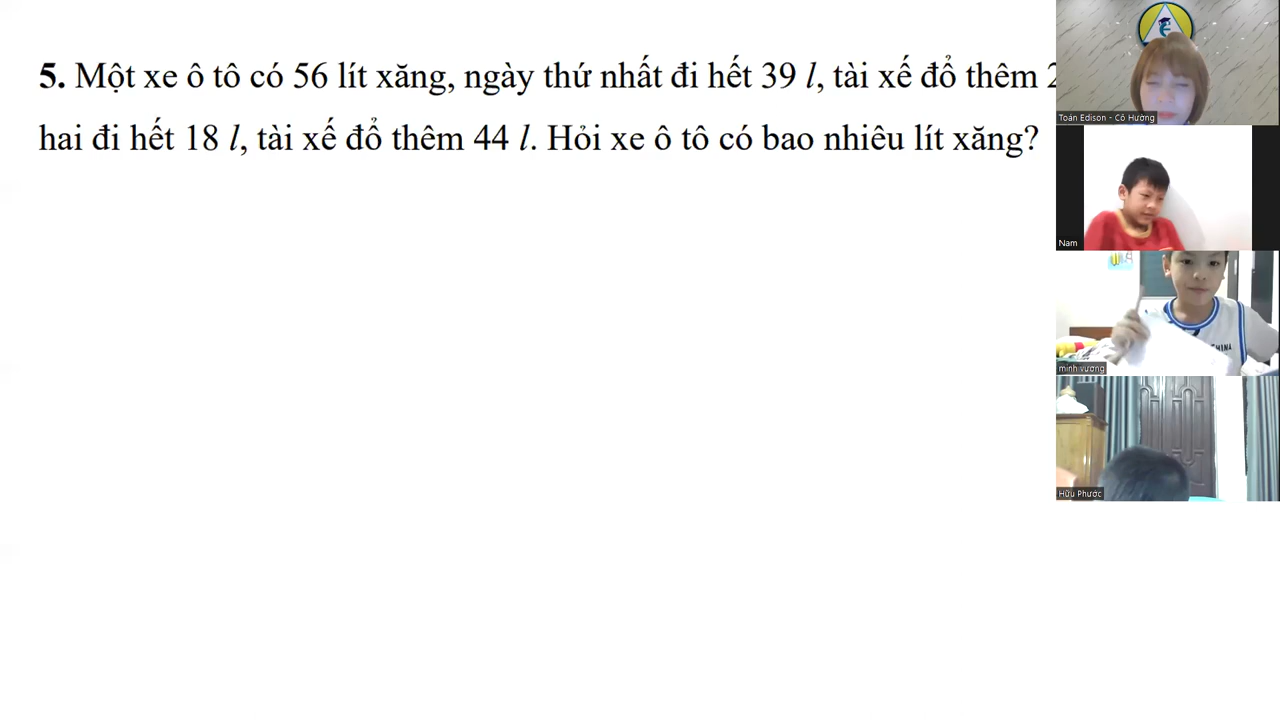 5. Một xe ô tô có 56 lít xăng, ngày thứ nhất đi hết 39 l, tài xế đổ thêm
hai đi hết 18 l, tài xế đổ thêm 44 l. Hỏi xe ô tô có bao nhiêu lít xăng?
Toán Edison - Cô Hường
Nam
minh vương
Hữu Phước